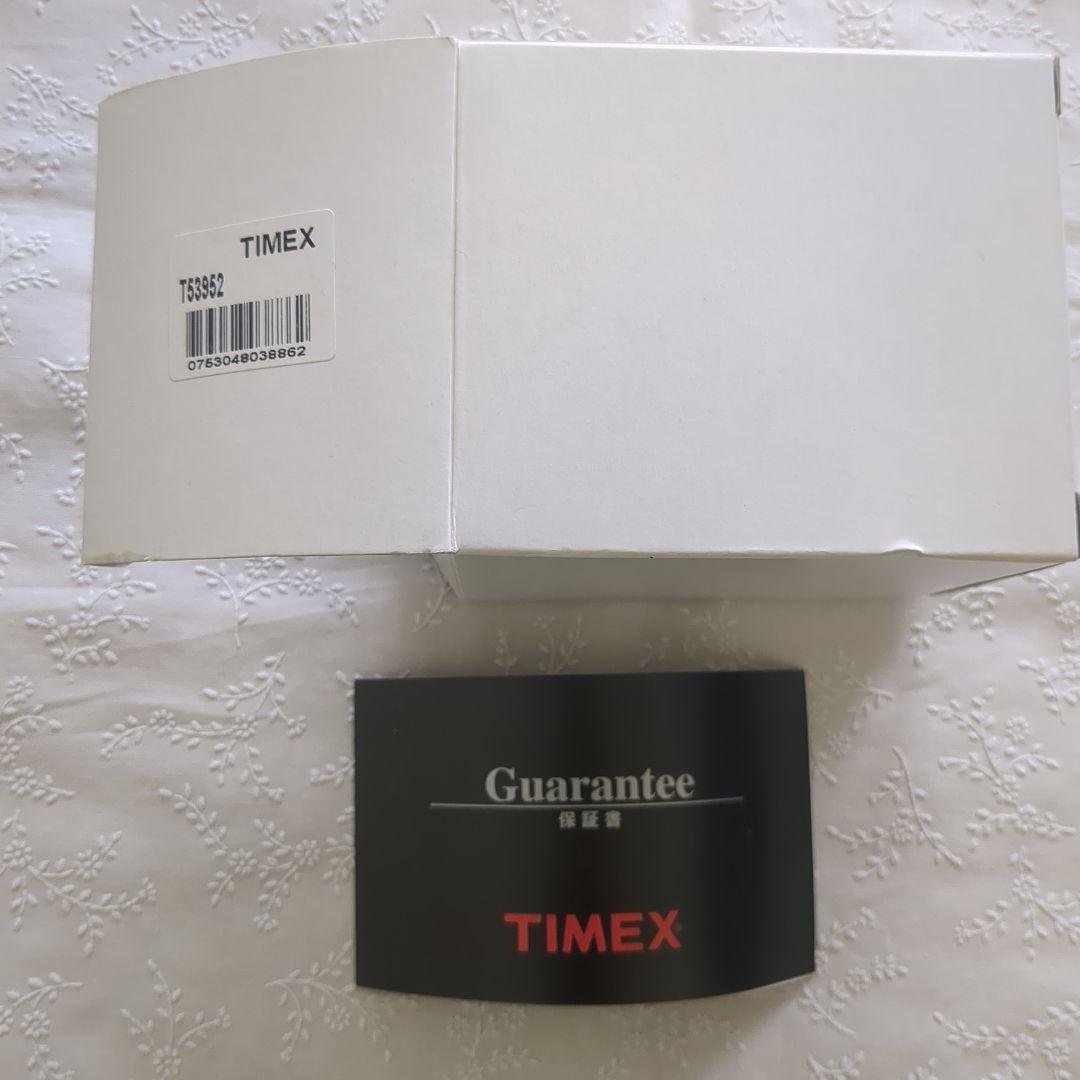 TIMEX
T53952
0753048038862
Guarantee
保証書
TIMEX